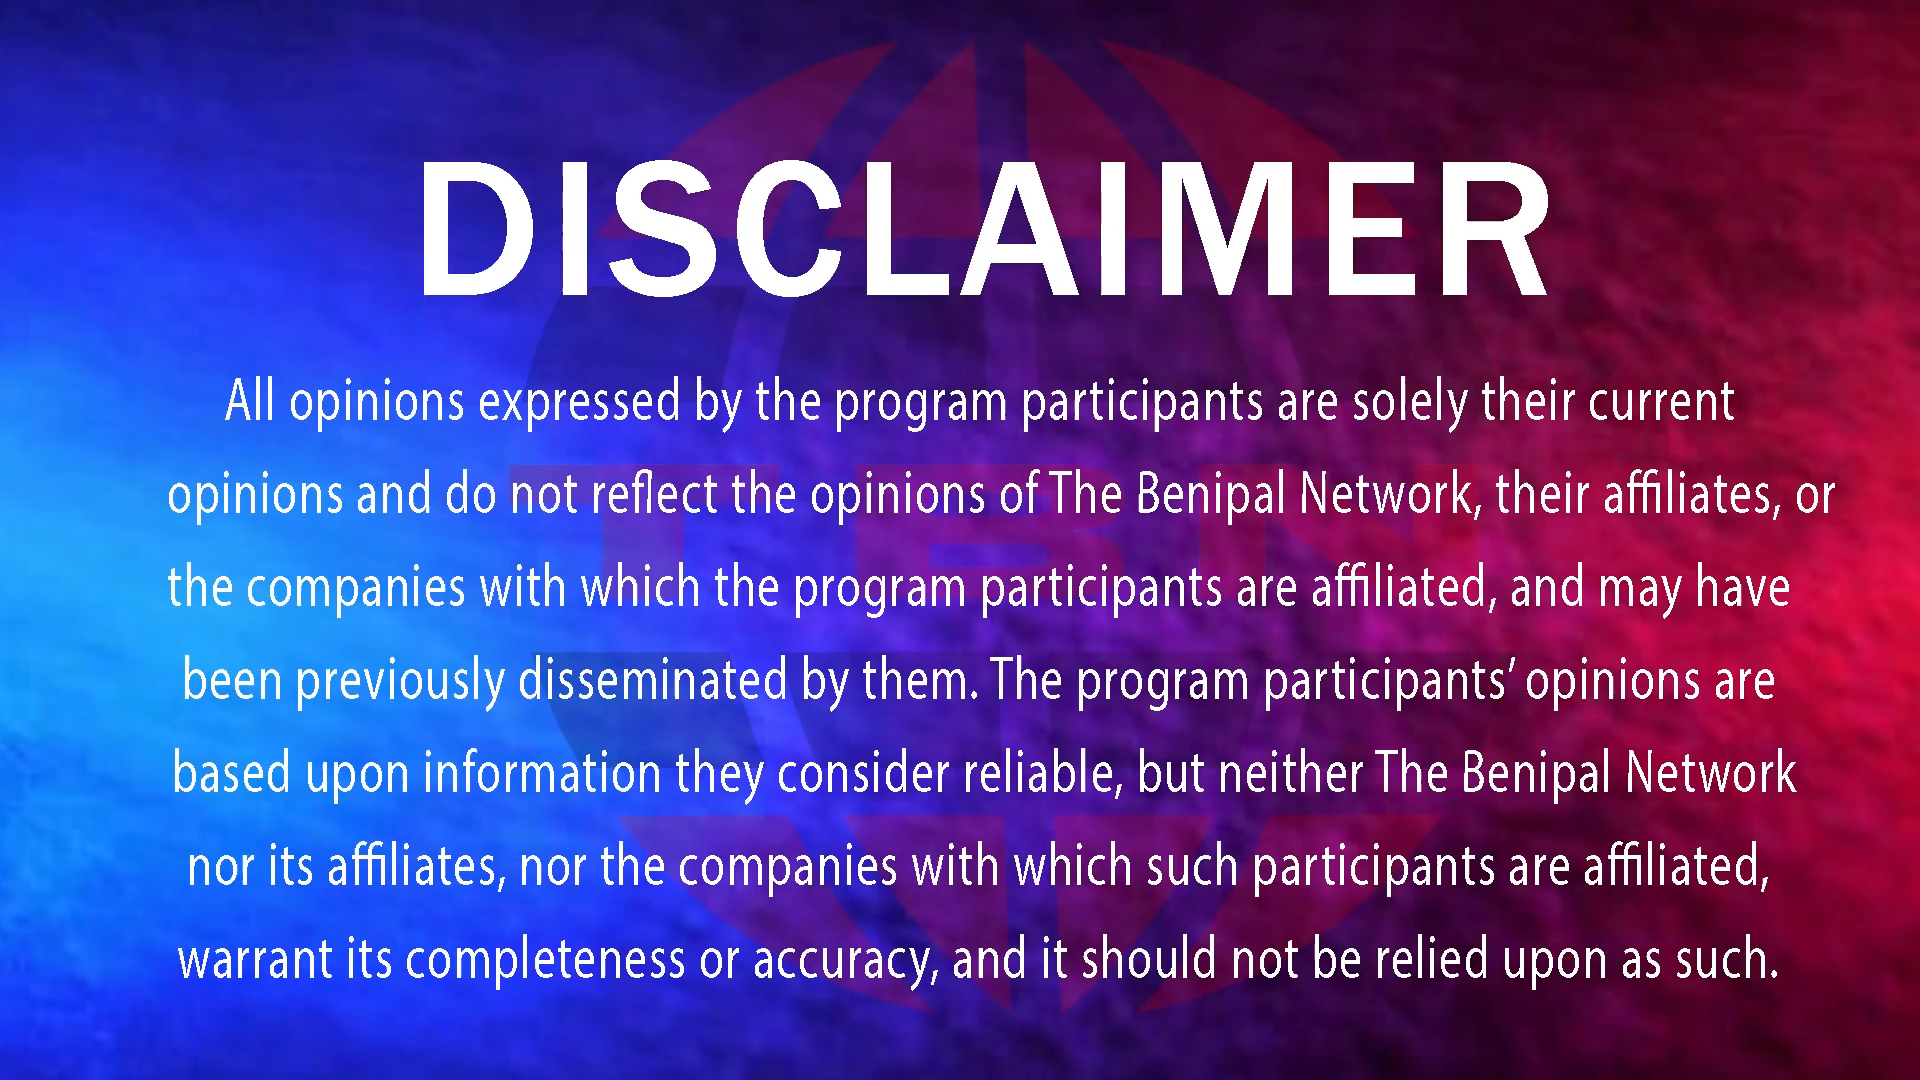 DISCLAIMER
All opinions expressed by the program participants are solely their current
opinions and do not reflect the opinions of The Benipal Network, their affiliates, or
the companies with which the program participants are affiliated, and may have
been previously disseminated by them. The program participants’ opinions are
based upon information they consider reliable, but neither The Benipal Network
nor its affiliates, nor the companies with which such participants are affiliated,
warrant its completeness or accuracy, and it should not be relied upon as such.
TBN